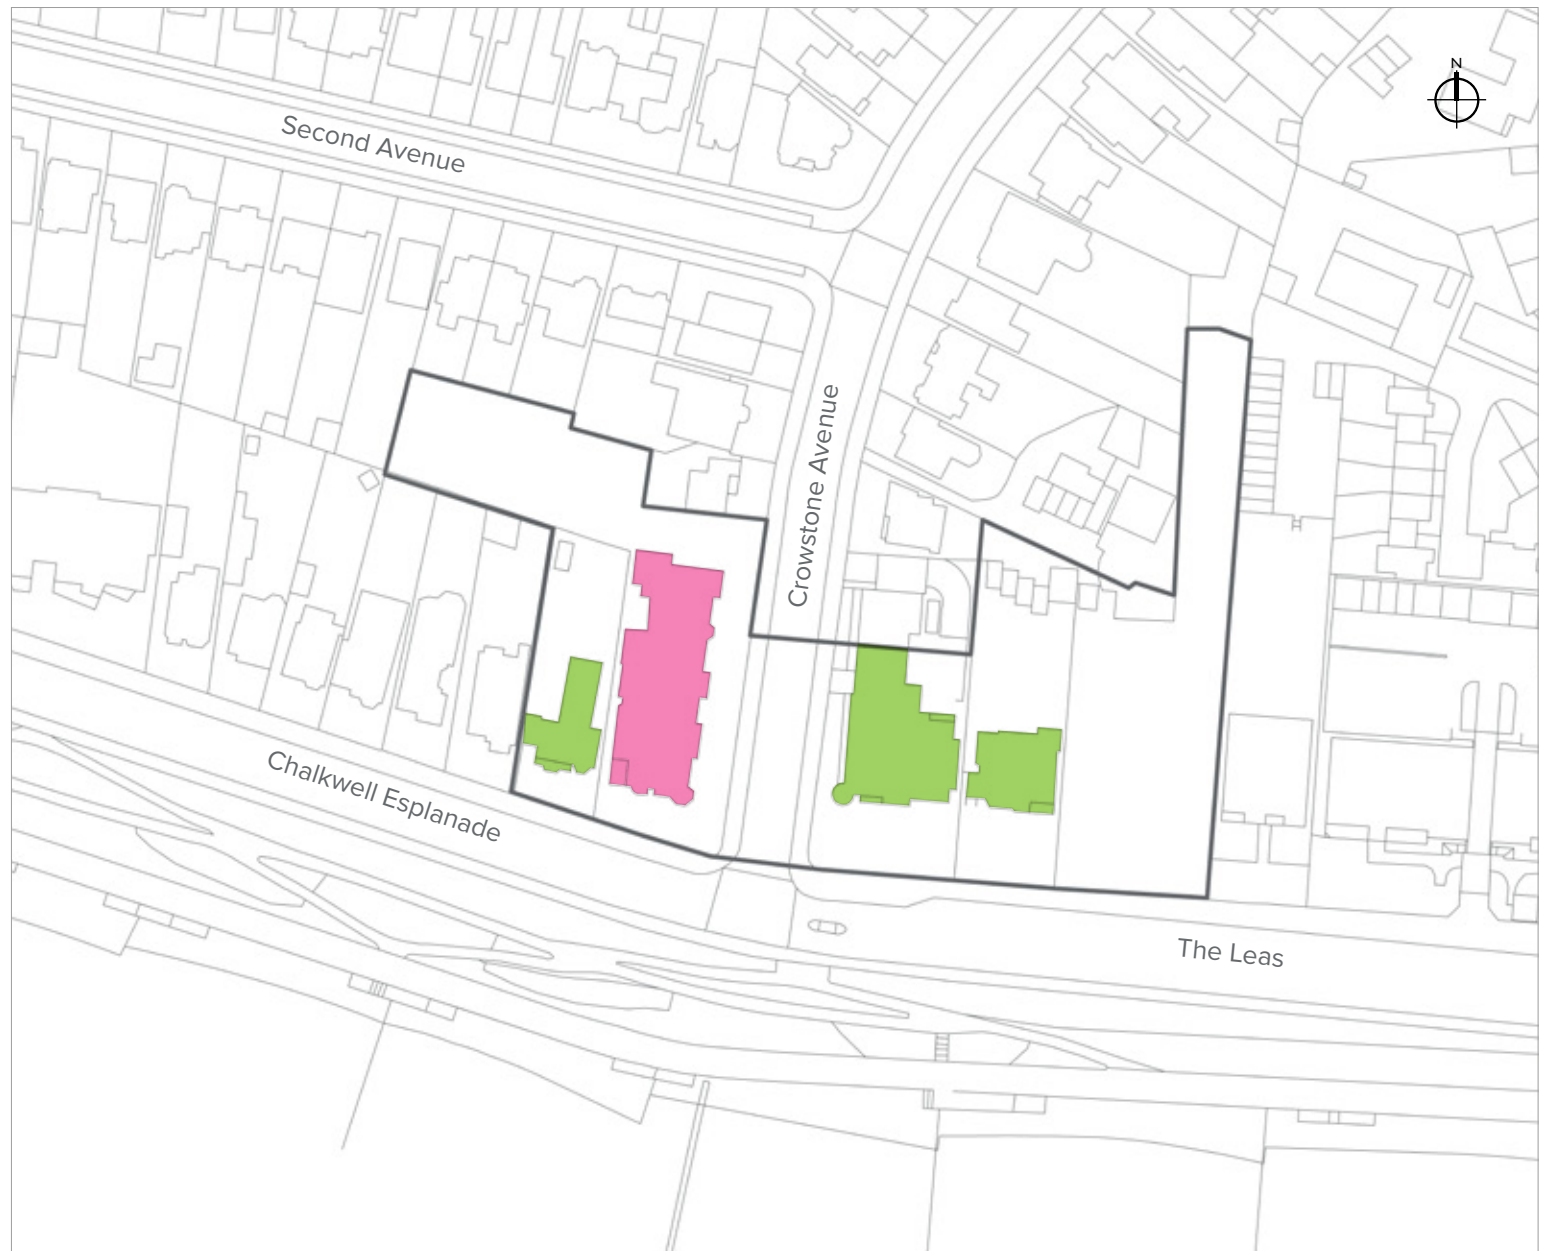 N
Second Avenue
Crowstone Avenue
Chalkwell Esplanade
The Leas